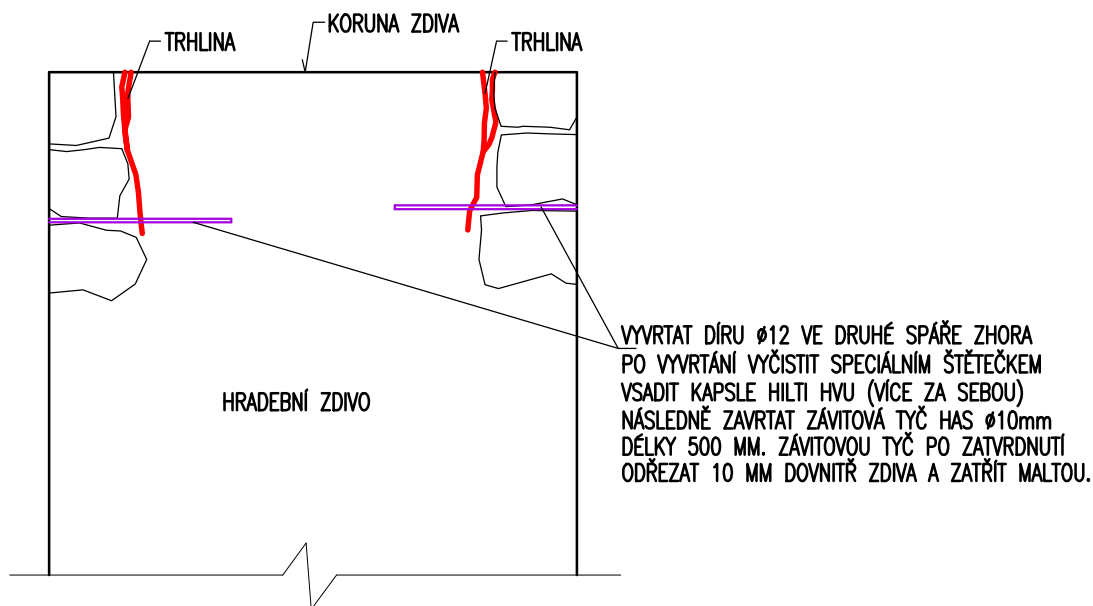 KORUNA ZDIVA
TRHLINA
TRHLINA
VYVRTAT DÍRU ø12 VE DRUHÉ SPÁŘE ZHORA
PO VYVRTÁNÍ VYČISTIT SPECIÁLNÍM ŠTĚTEČKEM
VSADIT KAPSLE HILTI HVU (VÍCE ZA SEBOU)
NÁSLEDNĚ ZAVRTAT ZÁVITOVÁ TYČ HAS ø10mm
DÉLKY 500 MM. ZÁVITOVOU TYČ PO ZATVRDNUTÍ
ODŘEZAT 10 MM DOVNITŘ ZDIVA A ZATŘÍT MALTOU.
HRADEBNÍ ZDIVO